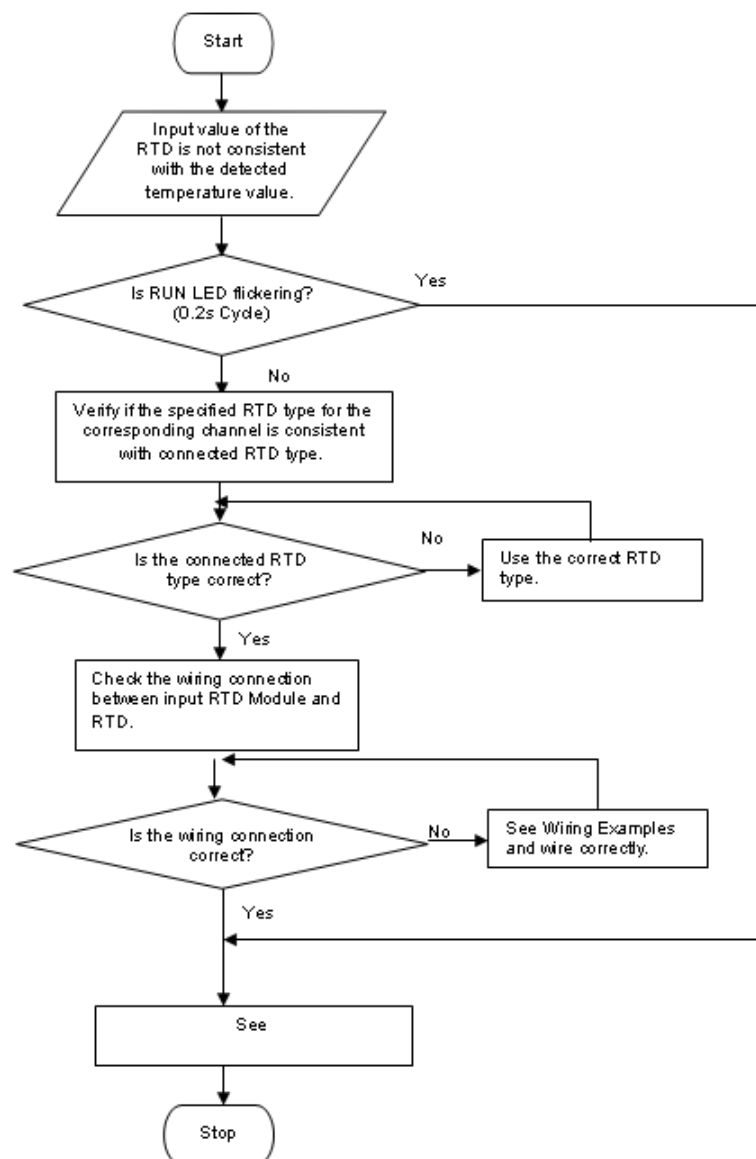 Start
Input value of the
RTD is not consistent
with the detected
temperature value.
Is RUN LED flickering?
(0.2s Cycle)
Yes
No
Verify if the specified RTD type for the
corresponding channel is consistent
with connected RTD type.
Is the connected RTD
type correct?
No
Use the correct RTD
type.
Yes
Check the wiring connection
between input RTD Module and
RTD.
Is the wiring connection
correct?
No
See Wiring Examples
and wire correctly.
Yes
See
Stop